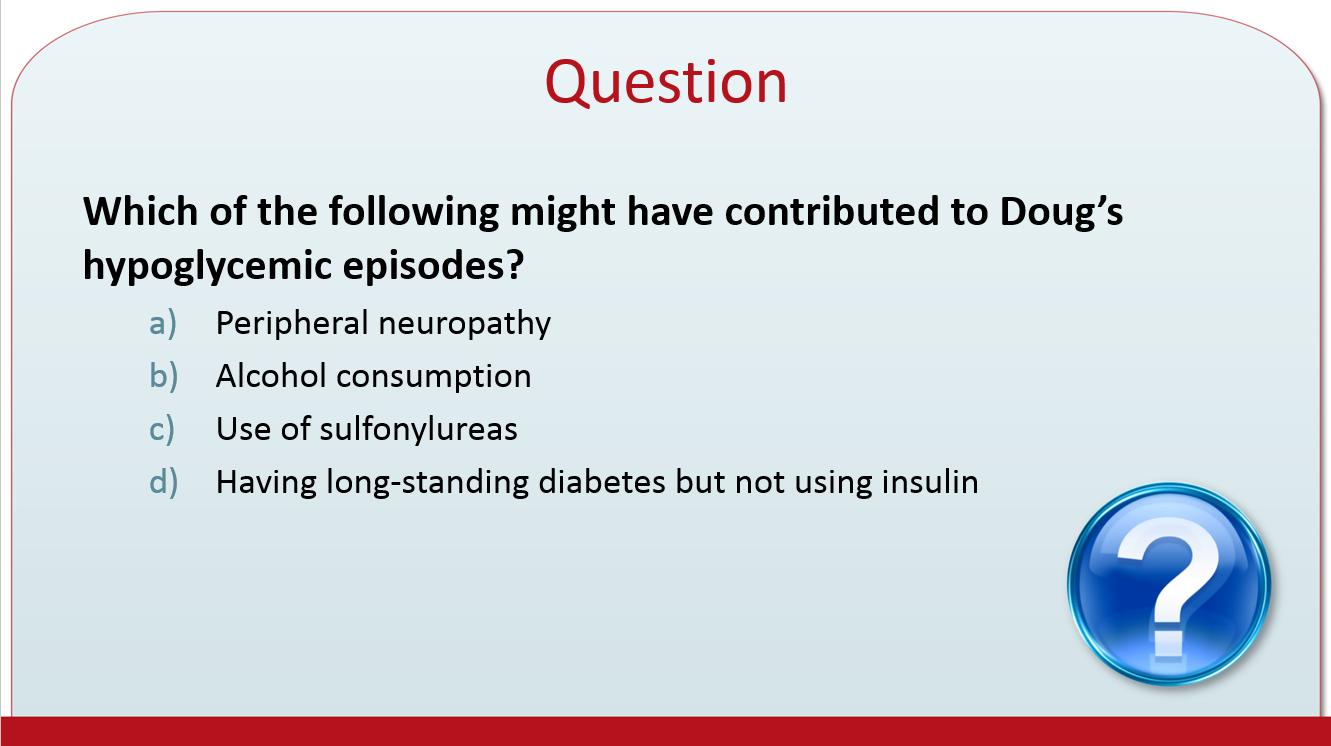 Question
Which of the following might have contributed to Doug’s
hypoglycemic episodes?
a) Peripheral neuropathy
b) Alcohol consumption
c) Use of sulfonylureas
d) Having long-standing diabetes but not using insulin
?